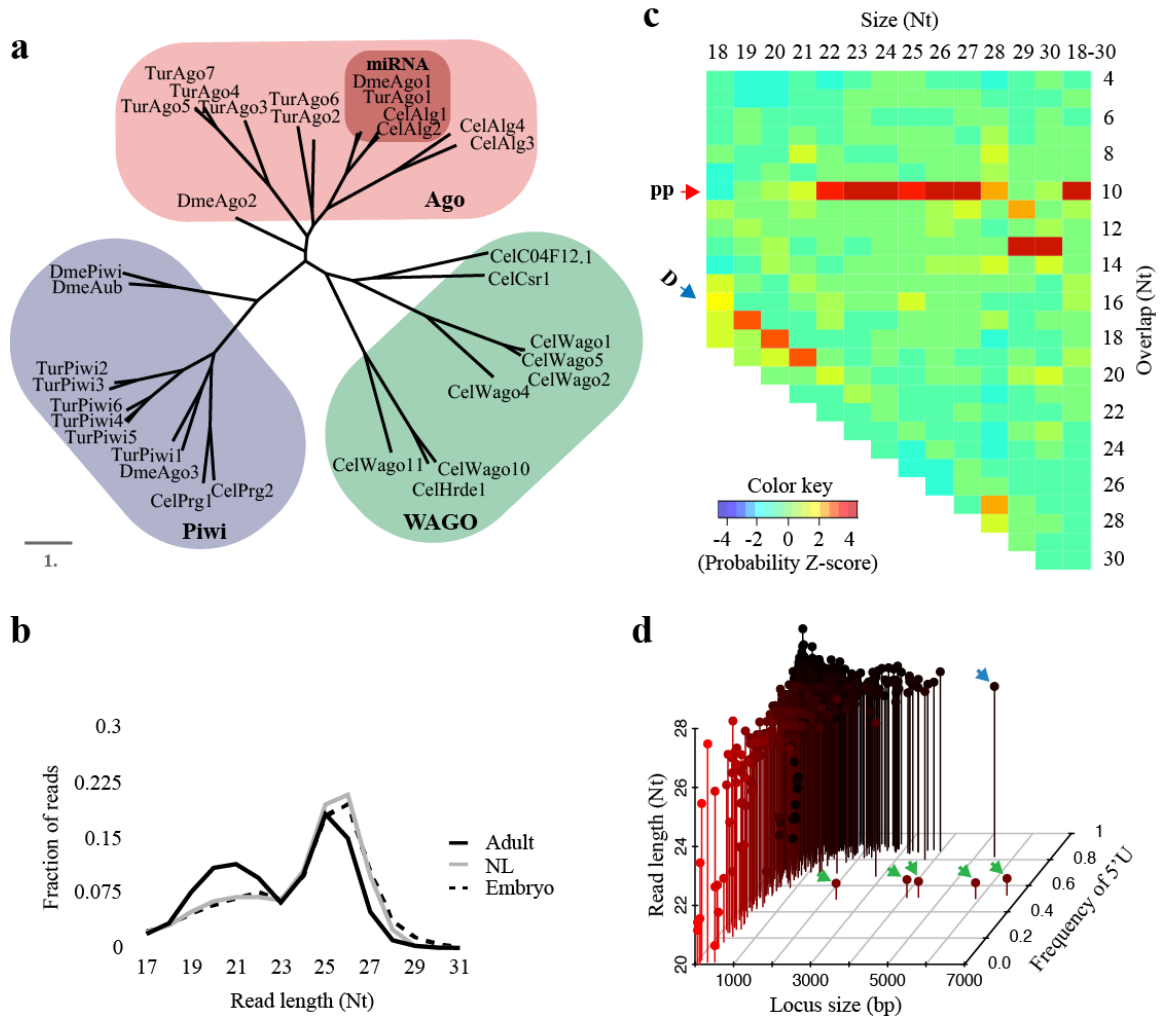 a
miRNA
DmeAgo1
TurAgo1
CelAlg1
CelAlg2
TurAgo7
TurAgo4
TurAgo5
TurAgo3
TurAgo6
TurAgo2
CelAlg4
CelAlg3
Ago
DmeAgo2
DmePiwi
DmeAub
TurPiwi2
TurPiwi3
TurPiwi6
TurPiwi4
TurPiwi5
TurPiwi1
DmeAgo3
CelPrg1
CelPrg2
Piwi
CelC04F12.1
CelCsr1
CelWago1
CelWago5
CelWago2
CelWago4
CelWago11
CelWago10
CelHrde1
WAGO
1.
c
Size (Nt)
18 19 20 21 22 23 24 25 26 27 28 29 30 18-30
4
6
8
pp
10
12
14
D
16
18
20
22
24
26
28
30
Overlap (Nt)
Color key
-4 -2 0 2 4
(Probability Z-score)
b
Fraction of reads
0.3
0.225
0.15
0.075
0
17 19 21 23 25 27 29 31
Read length (Nt)
Adult
NL
Embryo
d
Read length (Nt)
28
26
24
22
20
1000 3000 5000 7000
Locus size (bp)
0.0
0.2
0.4
0.6
0.8
1
Frequency of 5'U